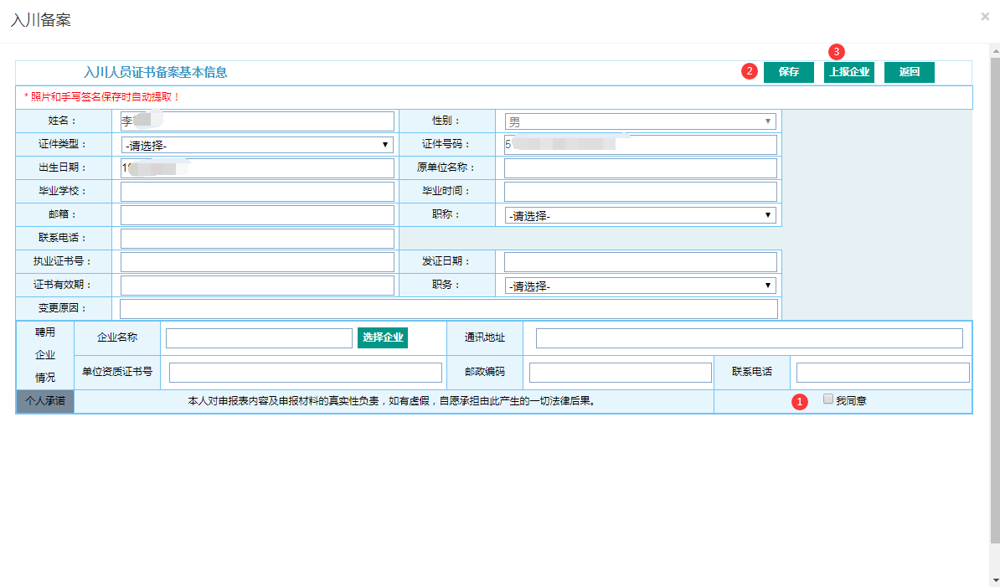 入川备案
×
3
入川人员证书备案基本信息 2 保存 上报企业 返回
* 照片和手写签名保存时自动提取！
姓名： 李 性别： 男
证件类型： -请选择- 证件号码： 5
出生日期： 19 原单位名称：
毕业学校： 毕业时间：
邮箱： 职称： -请选择-
联系电话：
执业证书号： 发证日期：
证书有效期： 职务： -请选择-
变更原因：
聘用
企业
情况
企业名称 选择企业 通讯地址
单位资质证书号 邮政编码 联系电话
个人承诺 本人对申报表内容及申报材料的真实性负责，如有虚假，自愿承担由此产生的一切法律后果。 1 我同意